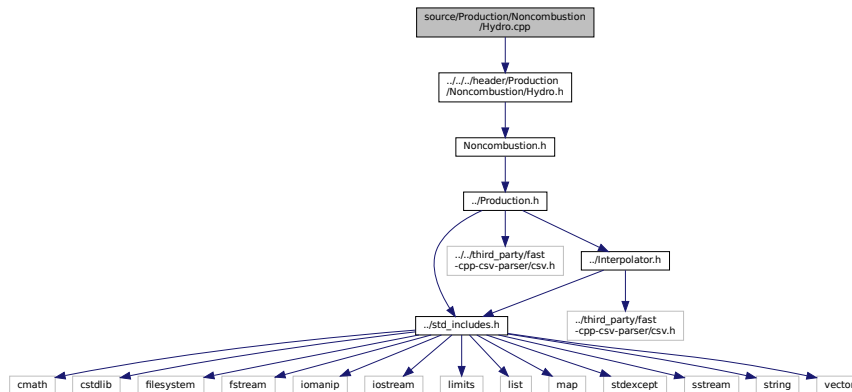 source/Production/Noncombustion
/Hydro.cpp
../../../header/Production
/Noncombustion/Hydro.h
Noncombustion.h
../Production.h
../../third_party/fast
-cpp-csv-parser/csv.h
../Interpolator.h
../third_party/fast
-cpp-csv-parser/csv.h
../std_includes.h
cmath
cstdlib
filesystem
fstream
iomanip
iostream
limits
list
map
stdexcept
sstream
string
vector